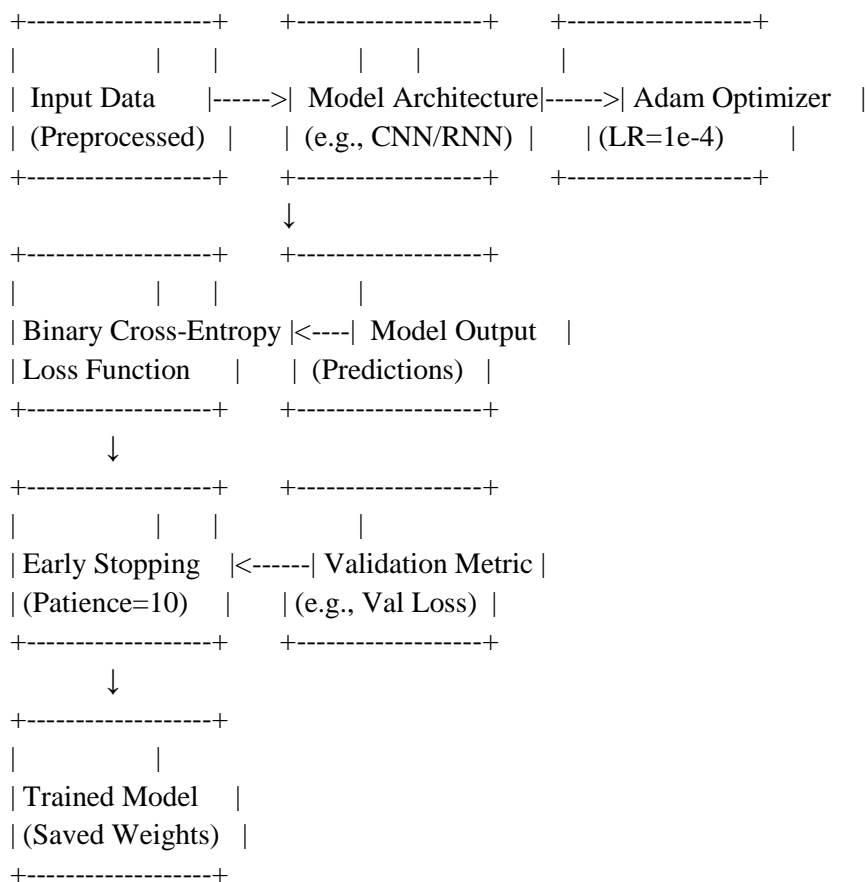 +-------------------+ +-------------------+ +-------------------+
| | | | | |
| Input Data |------>| Model Architecture|------>| Adam Optimizer |
| (Preprocessed) | | (e.g., CNN/RNN) | | (LR=1e-4) |
+-------------------+ +-------------------+ +-------------------+
↓
+-------------------+ +-------------------+
| | | |
| Binary Cross-Entropy |<----| Model Output |
| Loss Function | | (Predictions) |
+-------------------+ +-------------------+
↓
+-------------------+ +-------------------+
| | | |
| Early Stopping |<------| Validation Metric |
| (Patience=10) | | (e.g., Val Loss) |
+-------------------+ +-------------------+
↓
+-------------------+
| |
| Trained Model |
| (Saved Weights) |
+-------------------+